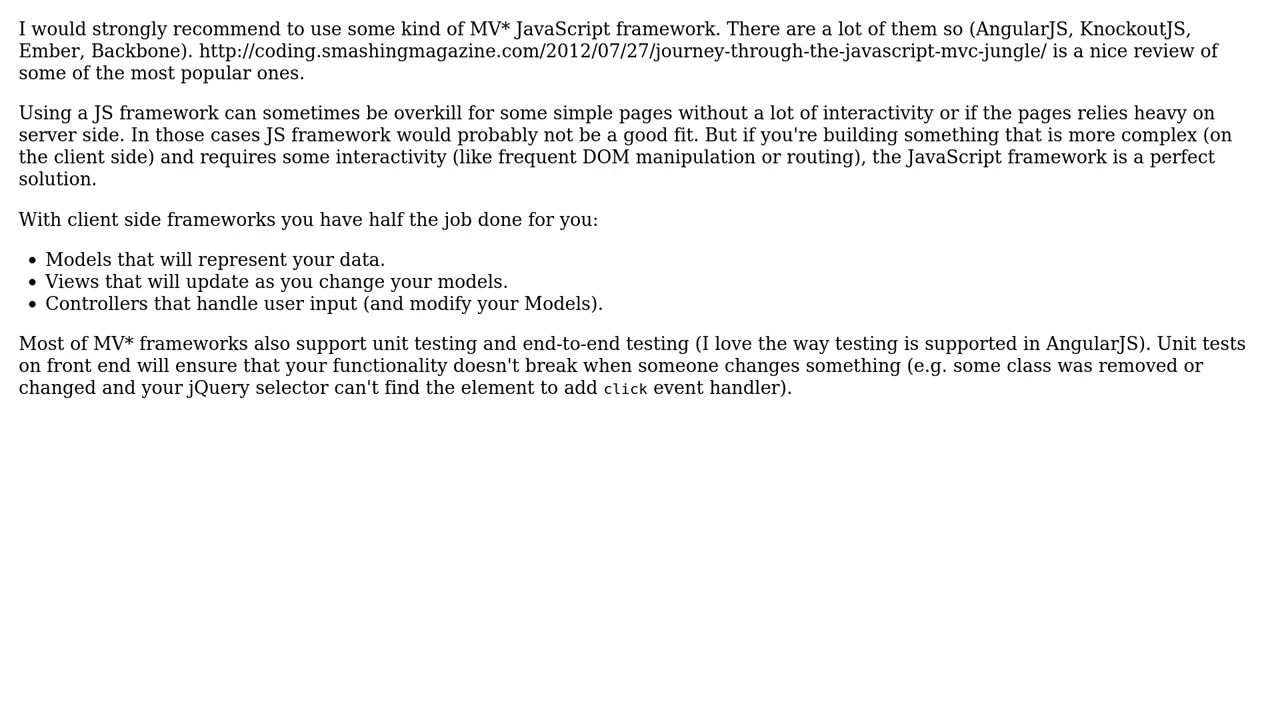 I would strongly recommend to use some kind of MV* JavaScript framework. There are a lot of them so (AngularJS, KnockoutJS,
Ember, Backbone). http://coding.smashingmagazine.com/2012/07/27/journey-through-the-javascript-mvc-jungle/ is a nice review of
some of the most popular ones.
Using a JS framework can sometimes be overkill for some simple pages without a lot of interactivity or if the pages relies heavy on
server side. In those cases JS framework would probably not be a good fit. But if you're building something that is more complex (on
the client side) and requires some interactivity (like frequent DOM manipulation or routing), the JavaScript framework is a perfect
solution.
With client side frameworks you have half the job done for you:
• Models that will represent your data.
• Views that will update as you change your models.
• Controllers that handle user input (and modify your Models).
Most of MV* frameworks also support unit testing and end-to-end testing (I love the way testing is supported in AngularJS). Unit tests
on front end will ensure that your functionality doesn't break when someone changes something (e.g. some class was removed or
changed and your jQuery selector can't find the element to add click event handler).